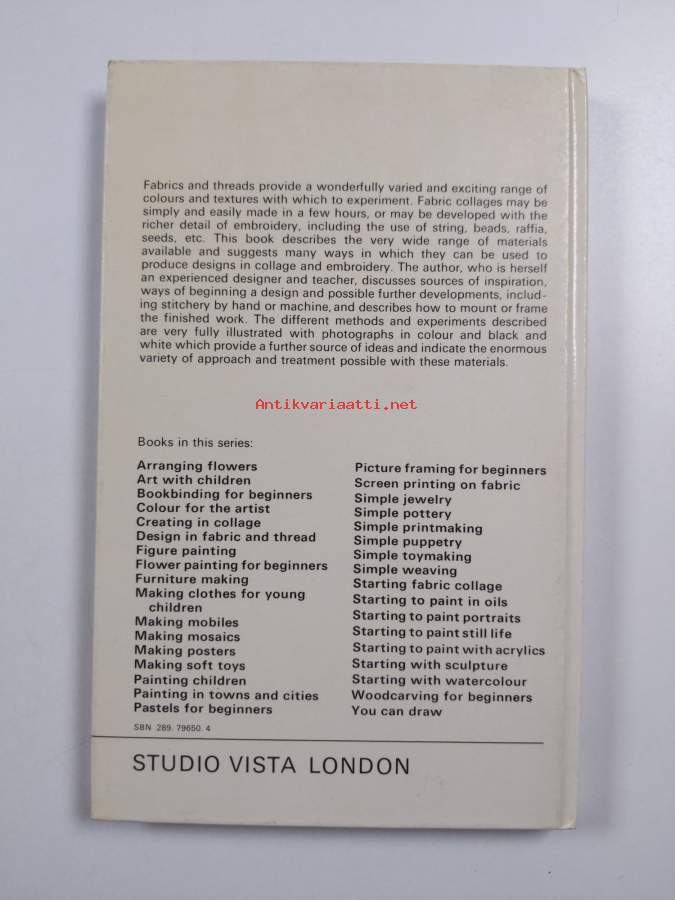 Fabrics and threads provide a wonderfully varied and exciting range of
colours and textures with which to experiment. Fabric collages may be
simply and easily made in a few hours, or may be developed with the
richer detail of embroidery, including the use of string, beads, raffia,
seeds, etc. This book describes the very wide range of materials
available and suggests many ways in which they can be used to
produce designs in collage and embroidery. The author, who is herself
an experienced designer and teacher, discusses sources of inspiration,
ways of beginning a design and possible further developments, includ-
ing stitchery by hand or machine, and describes how to mount or frame
the finished work. The different methods and experiments described
are very fully illustrated with photographs in colour and black and
white which provide a further source of ideas and indicate the enormous
variety of approach and treatment possible with these materials.
Antikvariaatti.net
Books in this series:
Arranging flowers
Art with children
Bookbinding for beginners
Colour for the artist
Creating in collage
Design in fabric and thread
Figure painting
Flower painting for beginners
Furniture making
Making clothes for young
children
Making mobiles
Making mosaics
Making posters
Making soft toys
Painting children
Painting in towns and cities
Pastels for beginners
Picture framing for beginners
Screen printing on fabric
Simple jewelry
Simple pottery
Simple printmaking
Simple puppetry
Simple toymaking
Simple weaving
Starting fabric collage
Starting to paint in oils
Starting to paint portraits
Starting to paint still life
Starting to paint with acrylics
Starting with sculpture
Starting with watercolour
Woodcarving for beginners
You can draw
SBN 289. 79650. 4
STUDIO VISTA LONDON